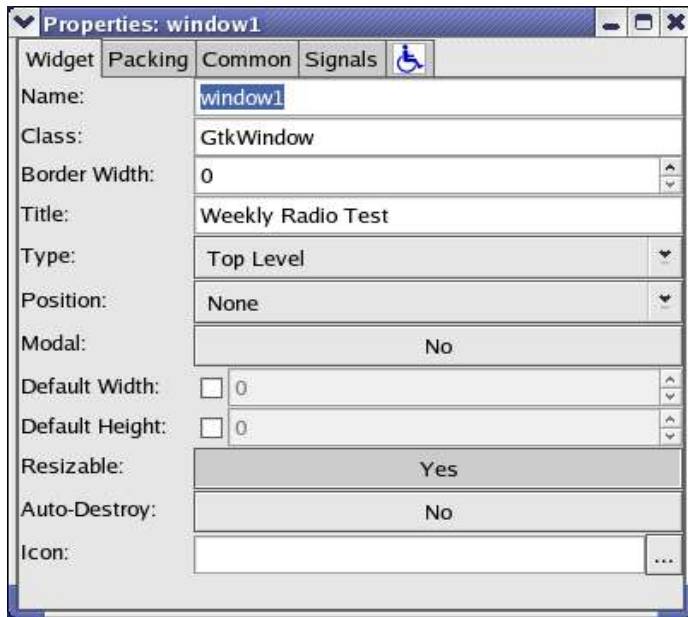 Properties: window1
Widget Packing Common Signals
Name: window1
Class: GtkWindow
Border Width: 0
Title: Weekly Radio Test
Type: Top Level
Position: None
Modal: No
Default Width: 0
Default Height: 0
Resizable: Yes
Auto-Destroy: No
Icon: ...